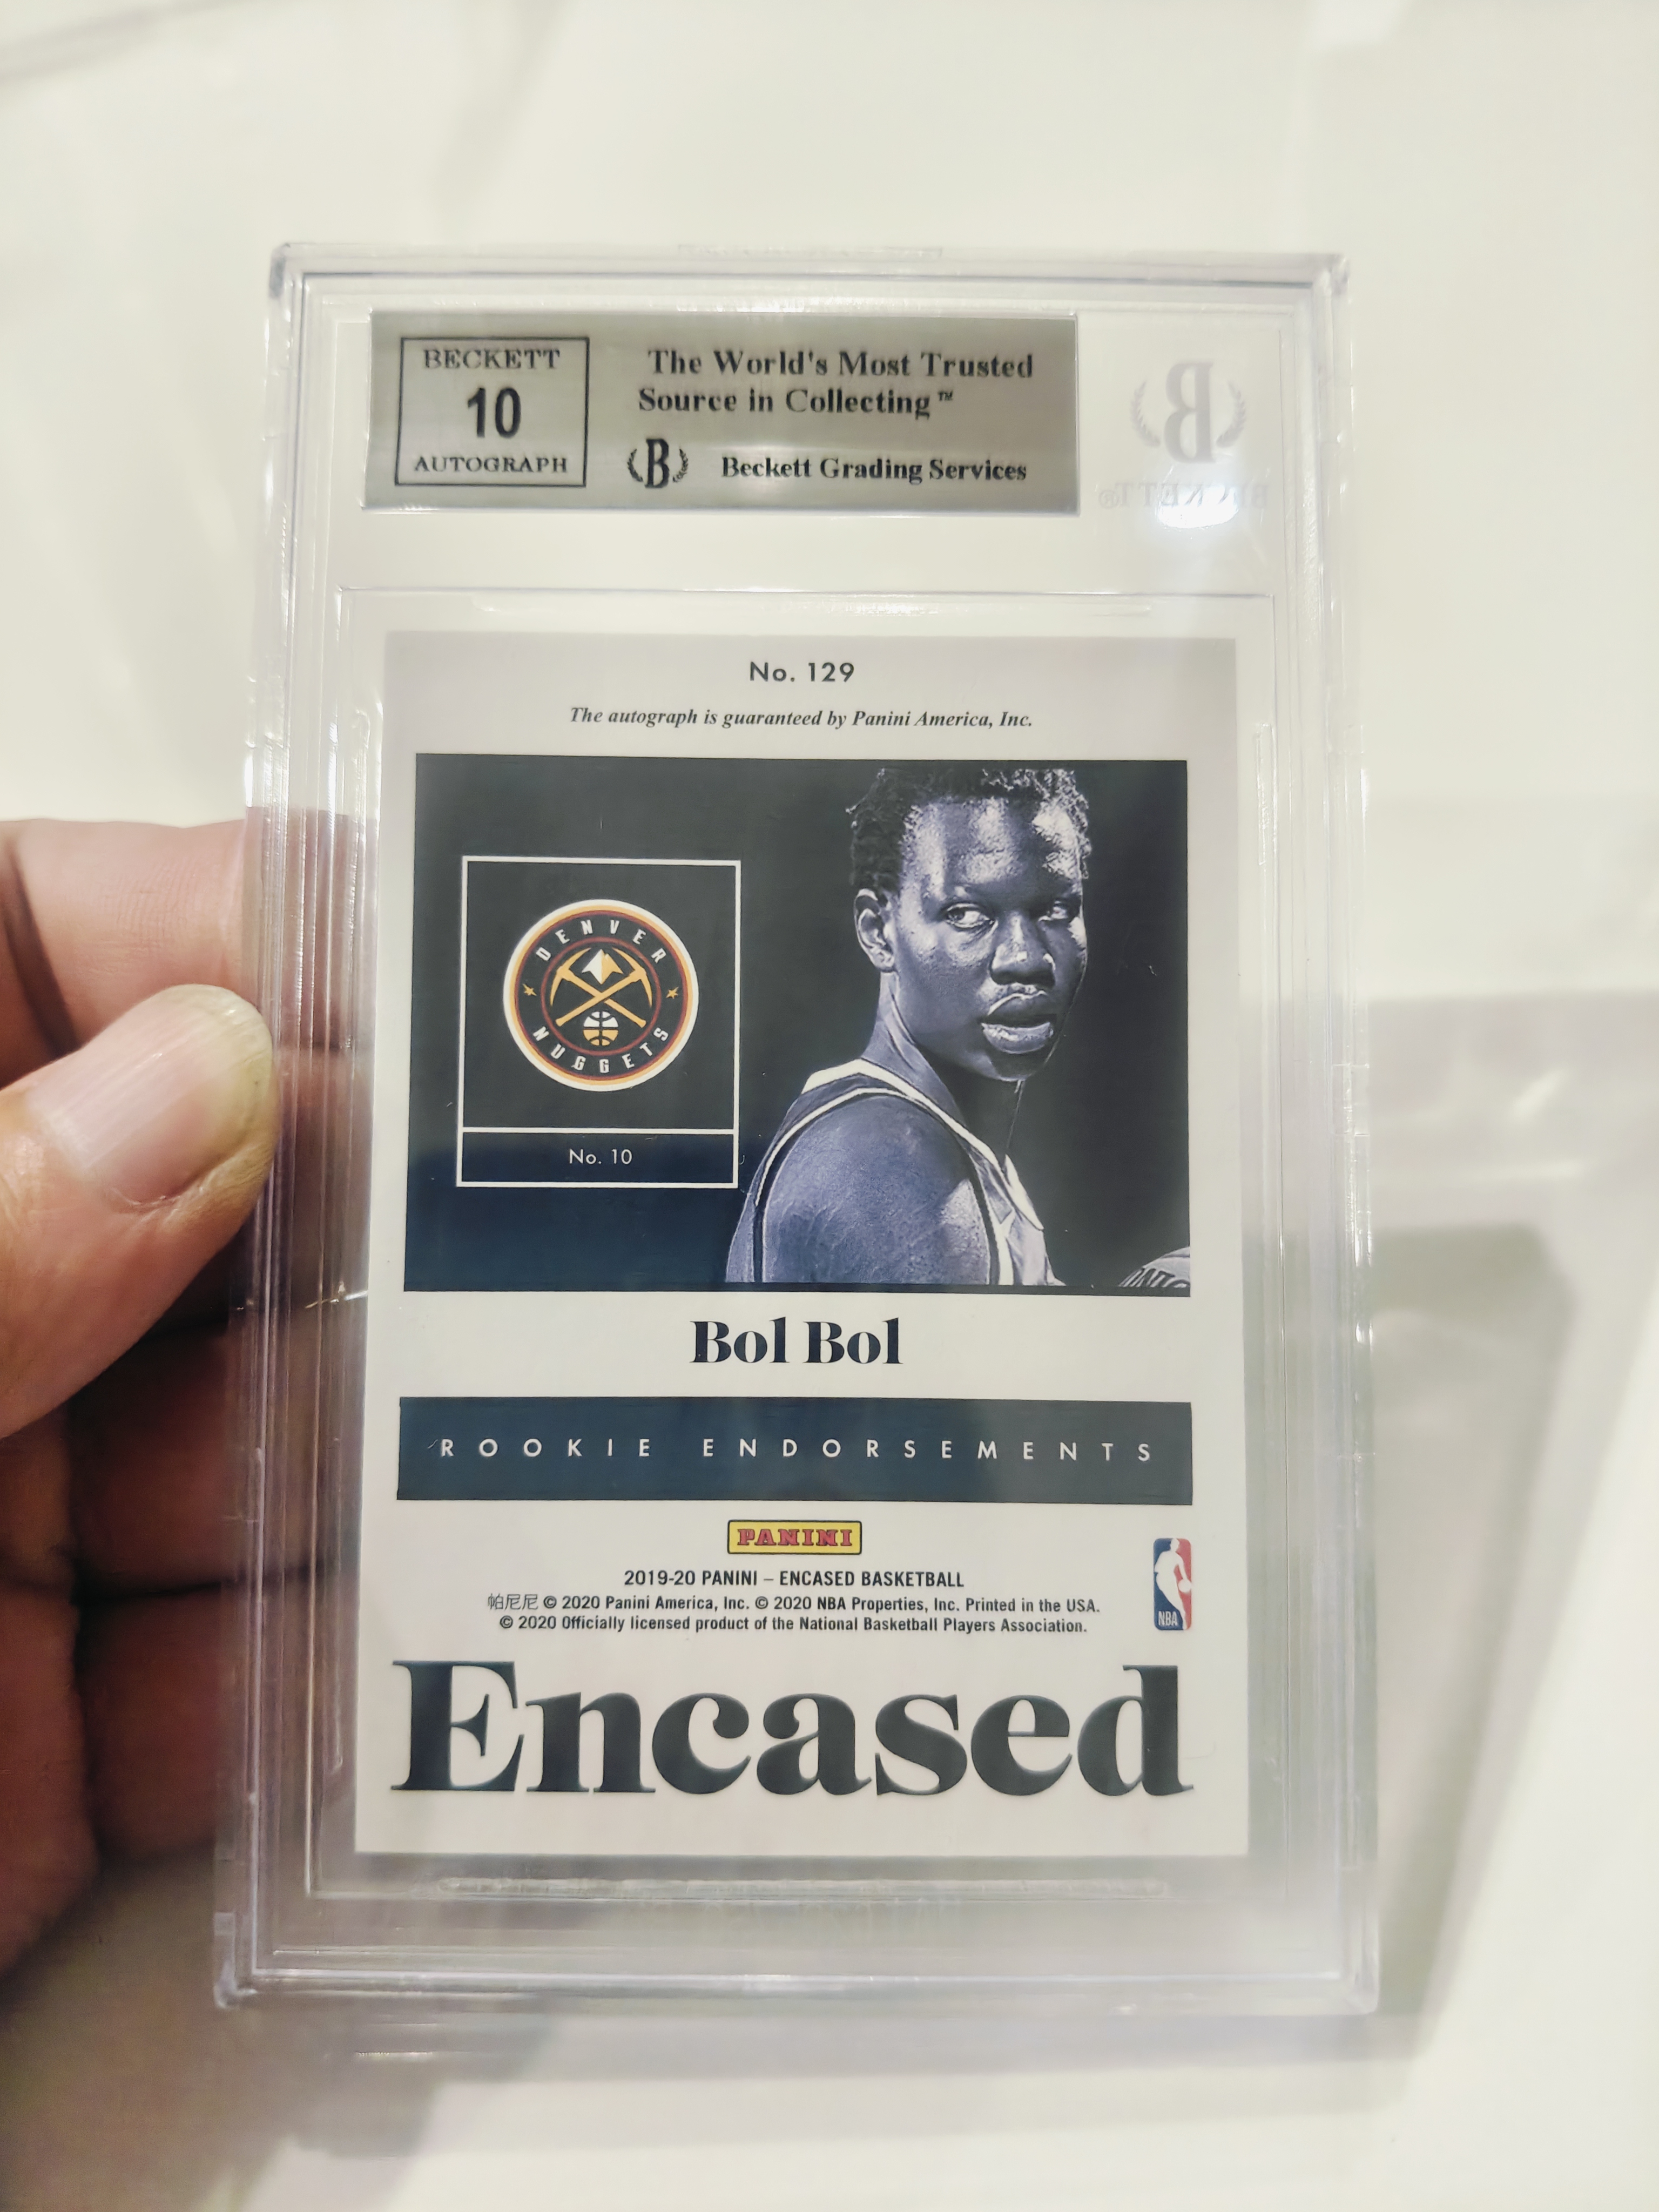 BECKETT
10
AUTOGRAPH
The World's Most Trusted
Source in Collecting™
B
Beckett Grading Services
B
BECKETT®
No. 129
The autograph is guaranteed by Panini America, Inc.
DENVER
NUGGETS
No. 10
Bol Bol
ROOKIE ENDORSEMENTS
PANINI
2019-20 PANINI – ENCASED BASKETBALL
帕尼尼 © 2020 Panini America, Inc. © 2020 NBA Properties, Inc. Printed in the USA.
© 2020 Officially licensed product of the National Basketball Players Association.
NBA
Encased